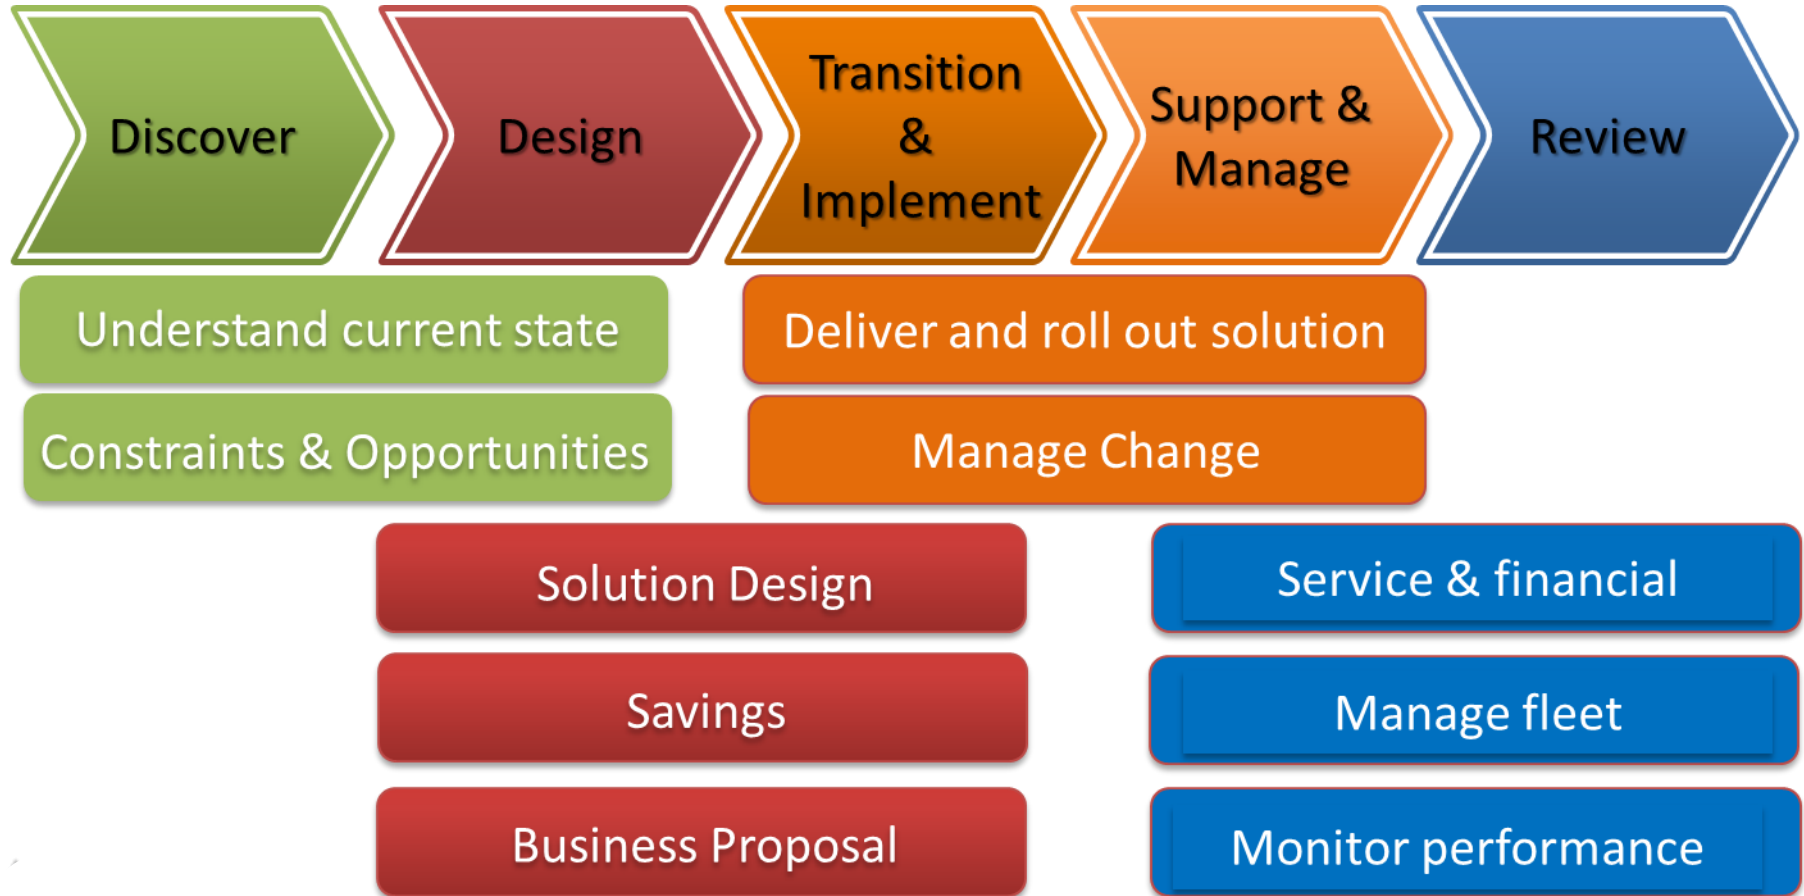 Discover
Design
Transition
&
Implement
Support &
Manage
Review
Understand current state
Deliver and roll out solution
Constraints & Opportunities
Manage Change
Solution Design
Service & financial
Savings
Manage fleet
Business Proposal
Monitor performance